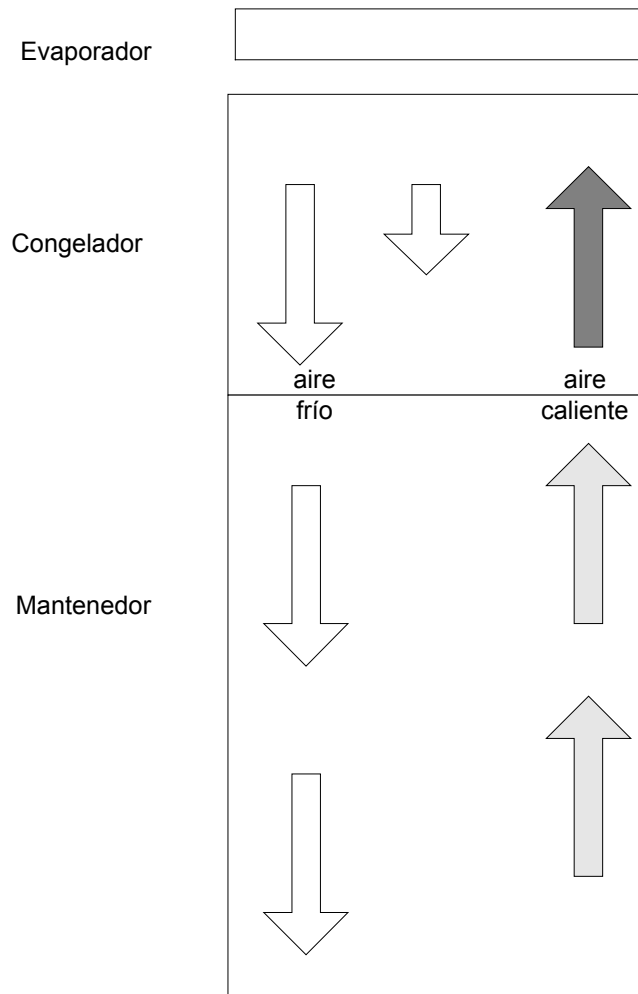 Evaporador
Congelador
aire
frío
aire
caliente
Mantenedor